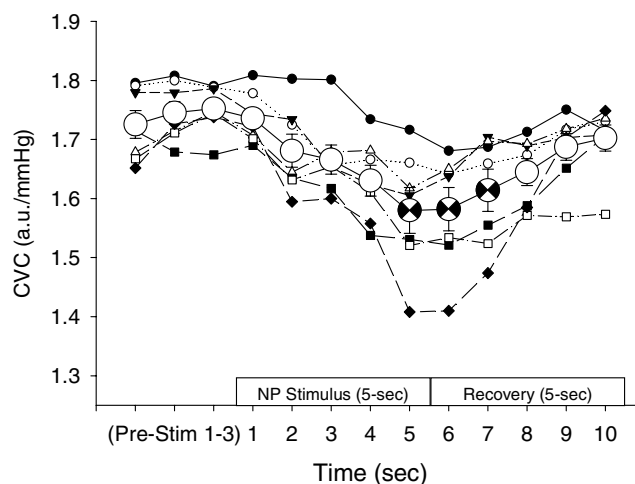 1.9
1.8
1.7
1.6
1.5
1.4
1.3
CVC (a.u./mmHg)
NP Stimulus (5-sec) Recovery (5-sec)
(Pre-Stim 1-3) 1 2 3 4 5 6 7 8 9 10
Time (sec)